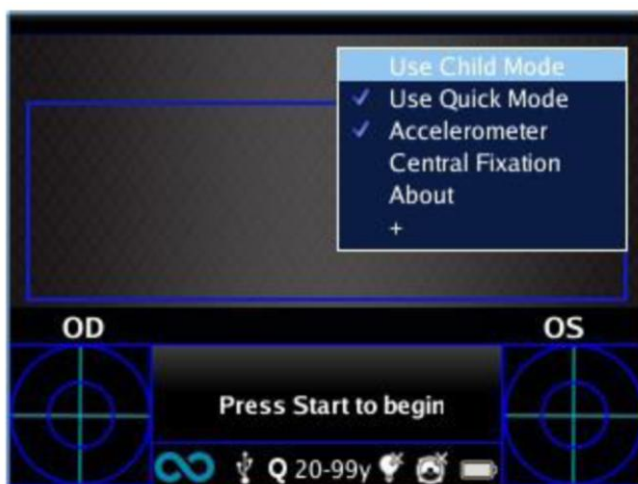 Use Child Mode
Use Quick Mode
Accelerometer
Central Fixation
About
+
OD OS
Press Start to begin
Q 20-99y